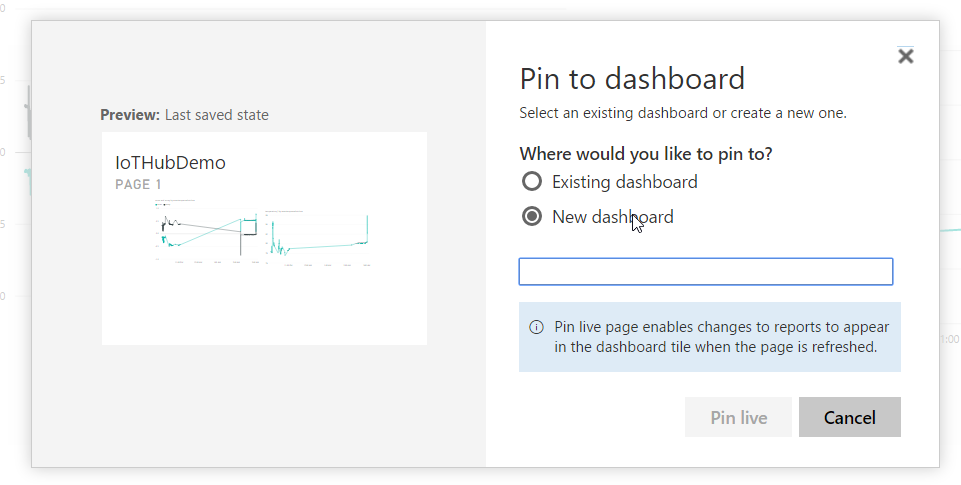 Pin to dashboard
Select an existing dashboard or create a new one.
Preview: Last saved state
IoTHubDemo
PAGE 1
Where would you like to pin to?
Existing dashboard
New dashboard
Pin live page enables changes to reports to appear
in the dashboard tile when the page is refreshed.
Pin live
Cancel